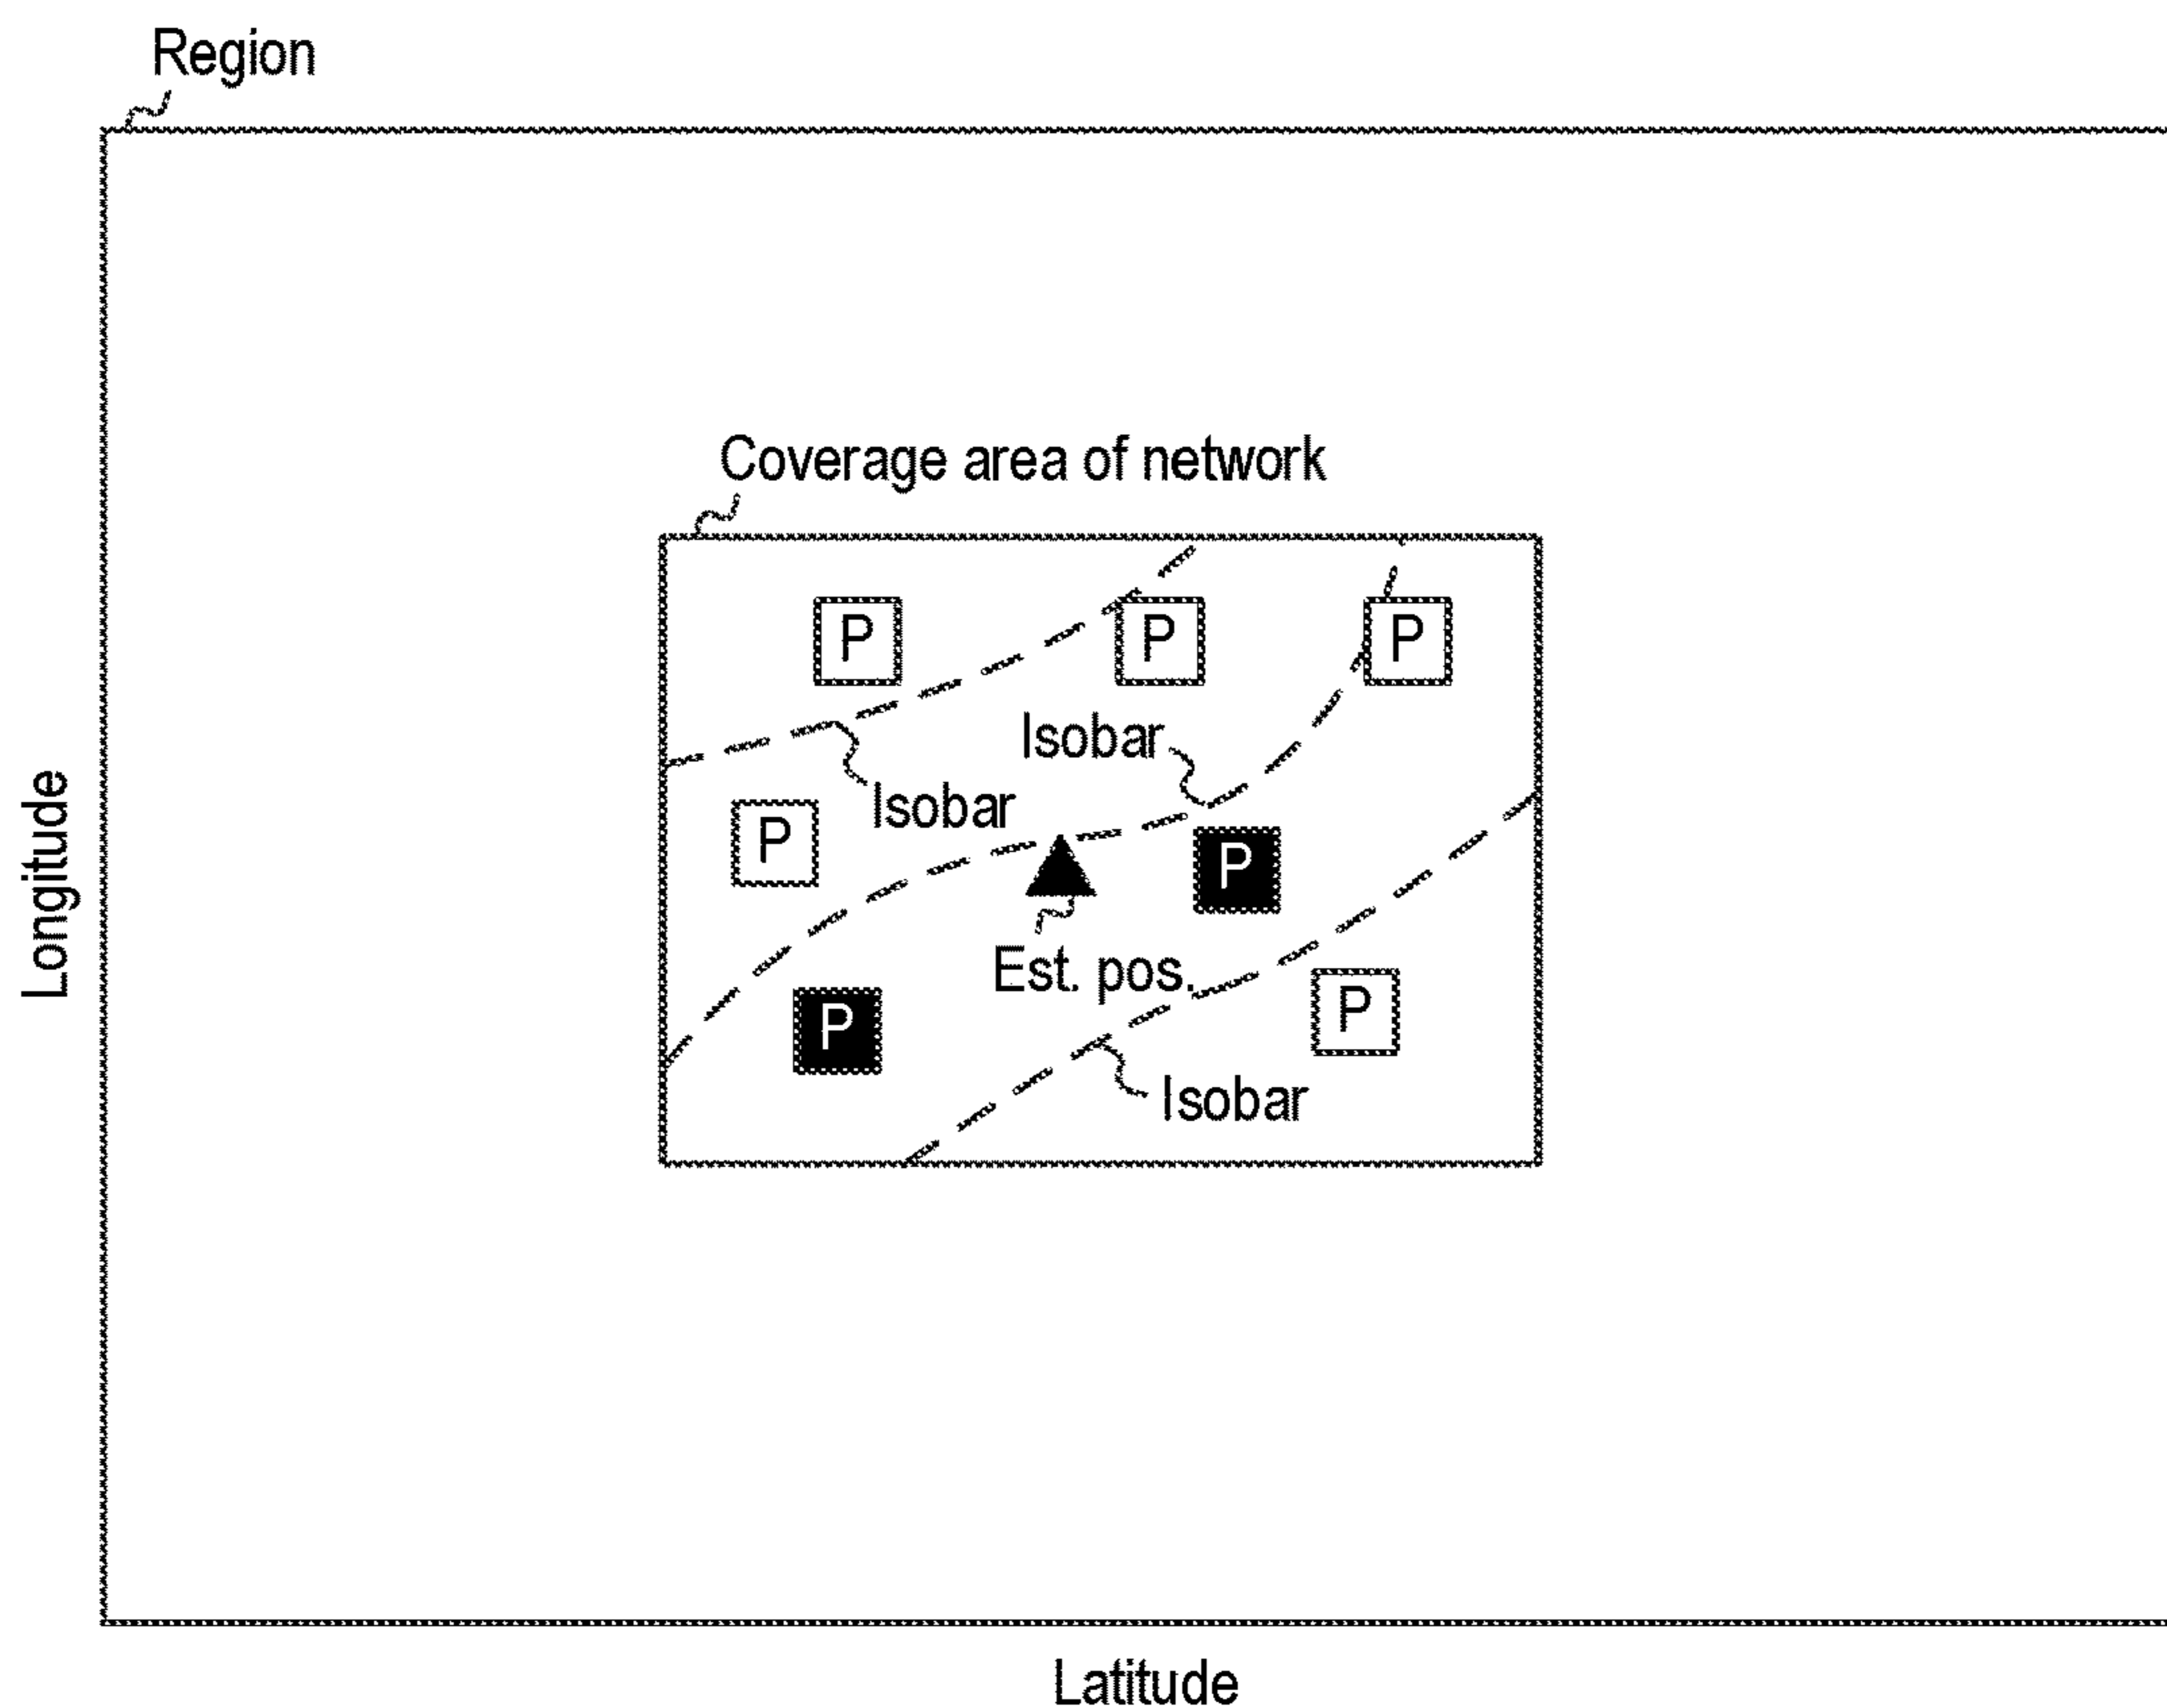 Region
Coverage area of network
P
P
P
Isobar
Isobar
P
P
Est. pos.
P
P
Isobar
Longitude
Latitude